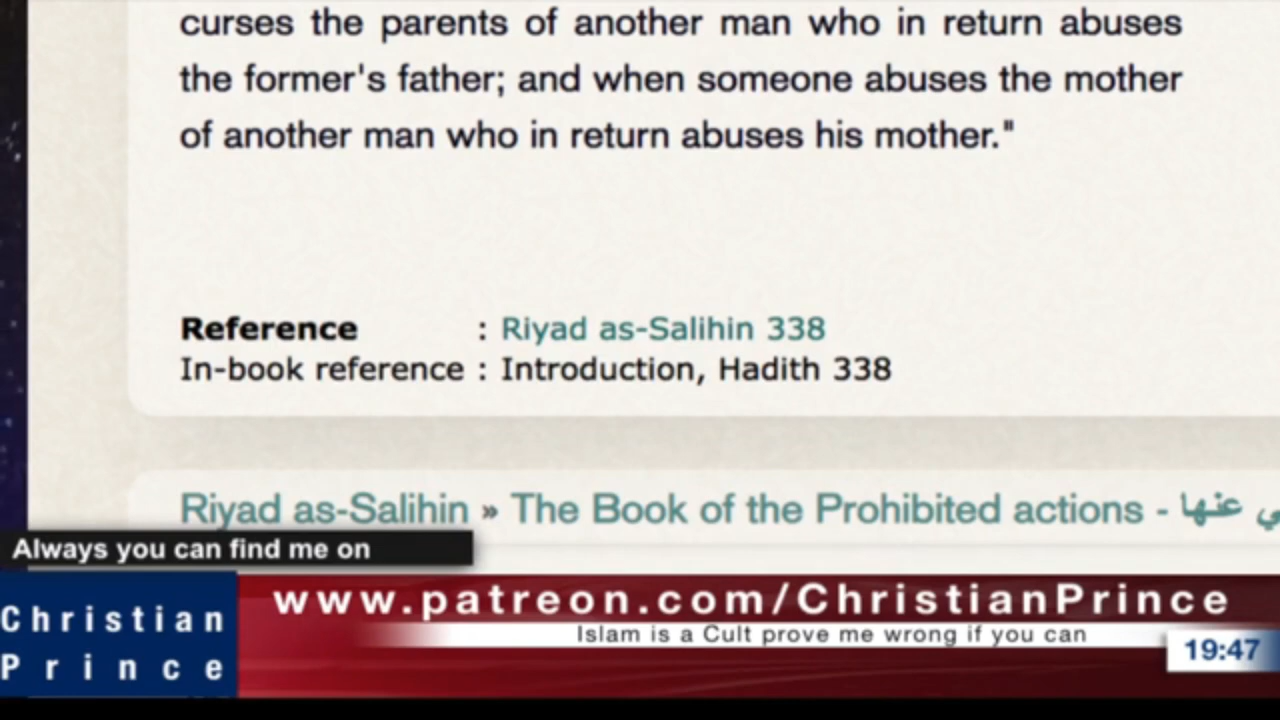 curses the parents of another man who in return abuses
the former's father; and when someone abuses the mother
of another man who in return abuses his mother."
Reference : Riyad as-Salihin 338
In-book reference : Introduction, Hadith 338
Riyad as-Salihin » The Book of the Prohibited actions - عنها
Always you can find me on
Christian
Prince
www.patreon.com/ChristianPrince
Islam is a Cult prove me wrong if you can
19:47